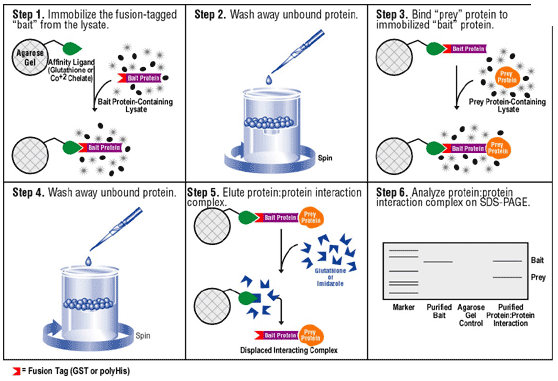 Step 1. Immobilize the fusion-tagged
"bait" from the lysate.
Agarose
Gel
Affinity Ligand
(Glutathione or
Co+2 Chelate)
Bait Protein
Bait Protein-Containing
Lysate
Bait Protein
Step 2. Wash away unbound protein.
Spin
Step 3. Bind "prey" protein to
immobilized "bait" protein.
Bait Protein
Prey
Protein
Prey Protein-Containing
Lysate
Bait Protein
Prey
Protein
Step 4. Wash away unbound protein.
Spin
Step 5. Elute protein:protein interaction
complex.
Bait Protein
Prey
Protein
Glutathione
or
Imidazole
Bait Protein
Prey
Protein
Displaced Interacting Complex
Step 6. Analyze protein:protein
interaction complex on SDS-PAGE.
Bait
Prey
Marker
Purified
Bait
Agarose
Gel
Control
Purified
Protein:Protein
Interaction
= Fusion Tag (GST or polyHis)